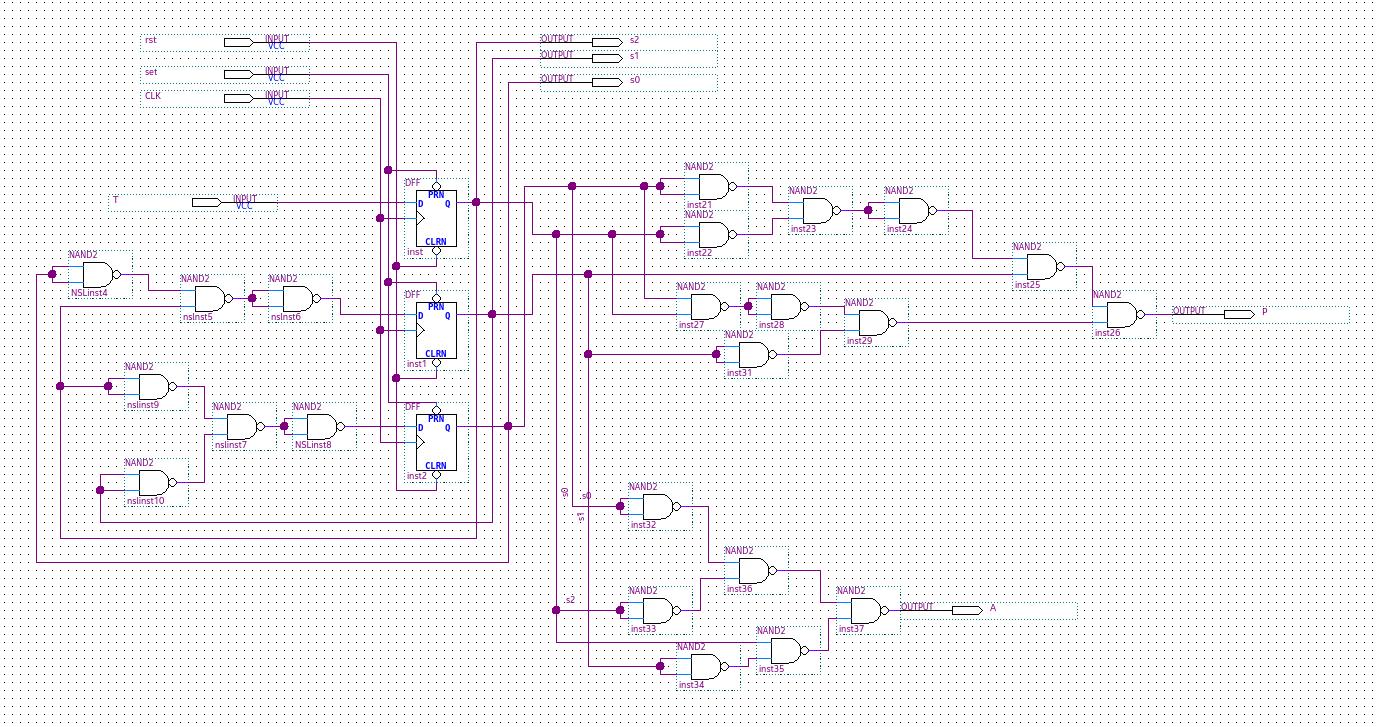 rst
INPUT
VCC
OUTPUT
s2
OUTPUT
s1
set
INPUT
VCC
OUTPUT
s0
CLK
INPUT
VCC
T
INPUT
VCC
DFF
PRN
D Q
CLRN
inst
NAND2
inst21
NAND2
inst22
NAND2
inst23
NAND2
inst24
NAND2
inst25
NAND2
NSLinst4
NAND2
nslnst5
NAND2
nslnst6
DFF
PRN
D Q
CLRN
inst1
NAND2
inst27
NAND2
inst28
NAND2
inst29
NAND2
inst26
OUTPUT
P
NAND2
inst31
NAND2
nslinst9
NAND2
nslinst7
NAND2
NSLinst8
DFF
PRN
D Q
CLRN
inst2
NAND2
nslinst10
s0
s0
s1
NAND2
inst32
NAND2
inst36
s2
NAND2
inst33
NAND2
inst37
OUTPUT
A
NAND2
inst35
NAND2
inst34